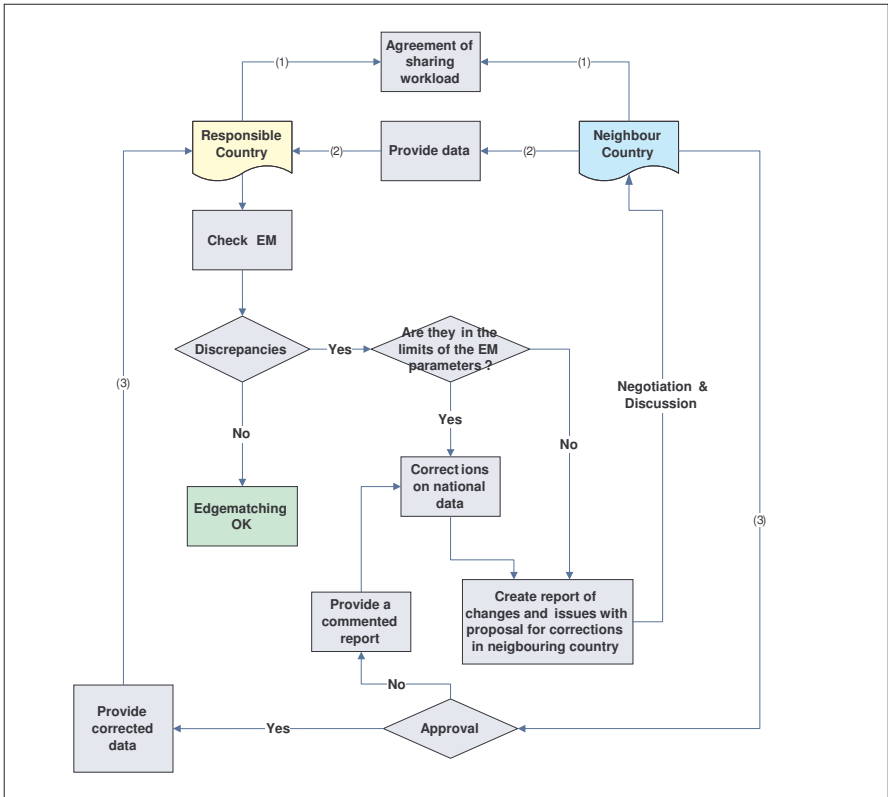 Agreement of
sharing
workload
(1)
(1)
Responsible
Country
(2)
Provide data
(2)
Neighbour
Country
Check EM
Discrepancies
Yes
Are they in the
limits of the EM
parameters ?
(3)
Negotiation &
Discussion
No
Yes
No
Corrections
on national
data
Edgematching
OK
(3)
Provide a
commented
report
Create report of
changes and issues with
proposal for corrections
in neigbouring country
No
Provide
corrected
data
Yes
Approval